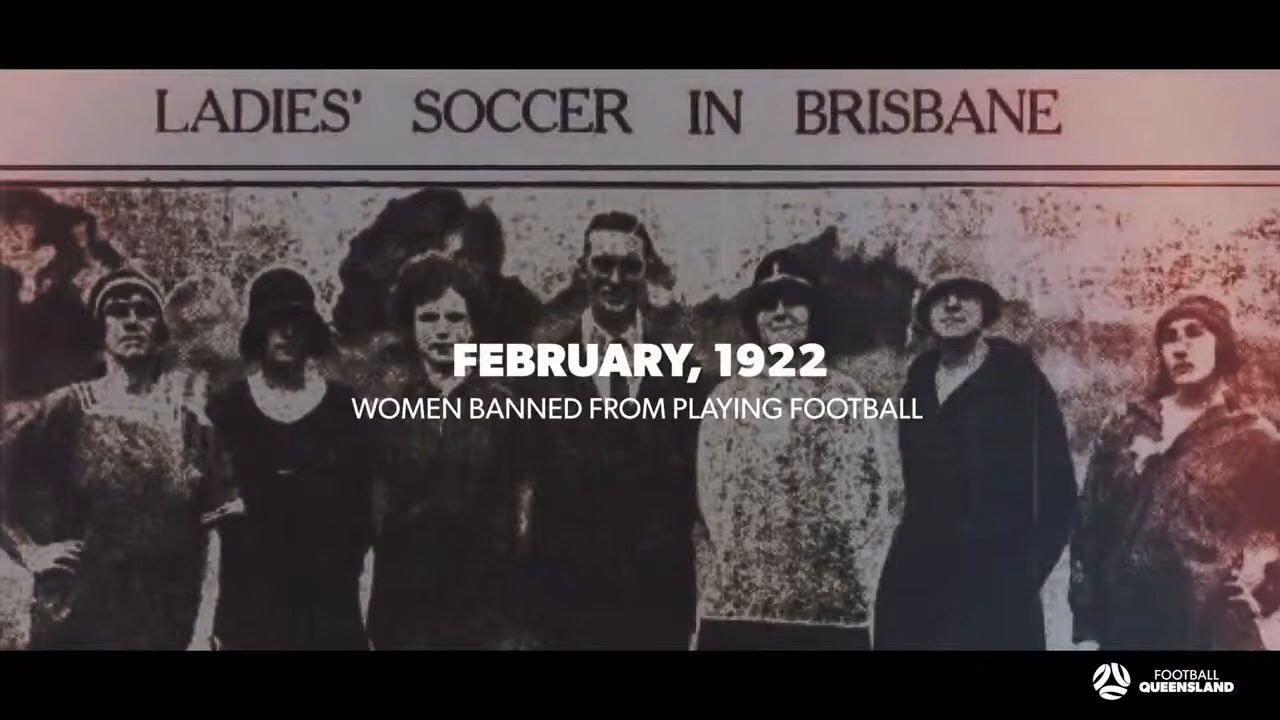 LADIES' SOCCER IN BRISBANE
FEBRUARY, 1922
WOMEN BANNED FROM PLAYING FOOTBALL
FOOTBALL
QUEENSLAND